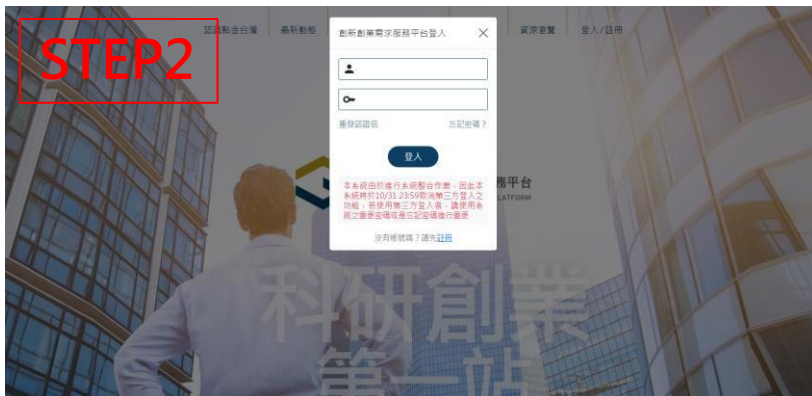 STEP2
認識點金台灣
最新動態
資源瀏覽
登入/註冊
創新創業需求服務平台登入
重發認證信
忘記密碼?
登入
本系統由於進行系統整合作業,因此本
系統將於10/31 23:59取消第三方登入之
功能,若使用第三方登入者,請使用系
統之變更密碼或是忘記密碼進行變更
沒有帳號嗎?請先註冊
務平台
LATFORM
科研創業
第一站